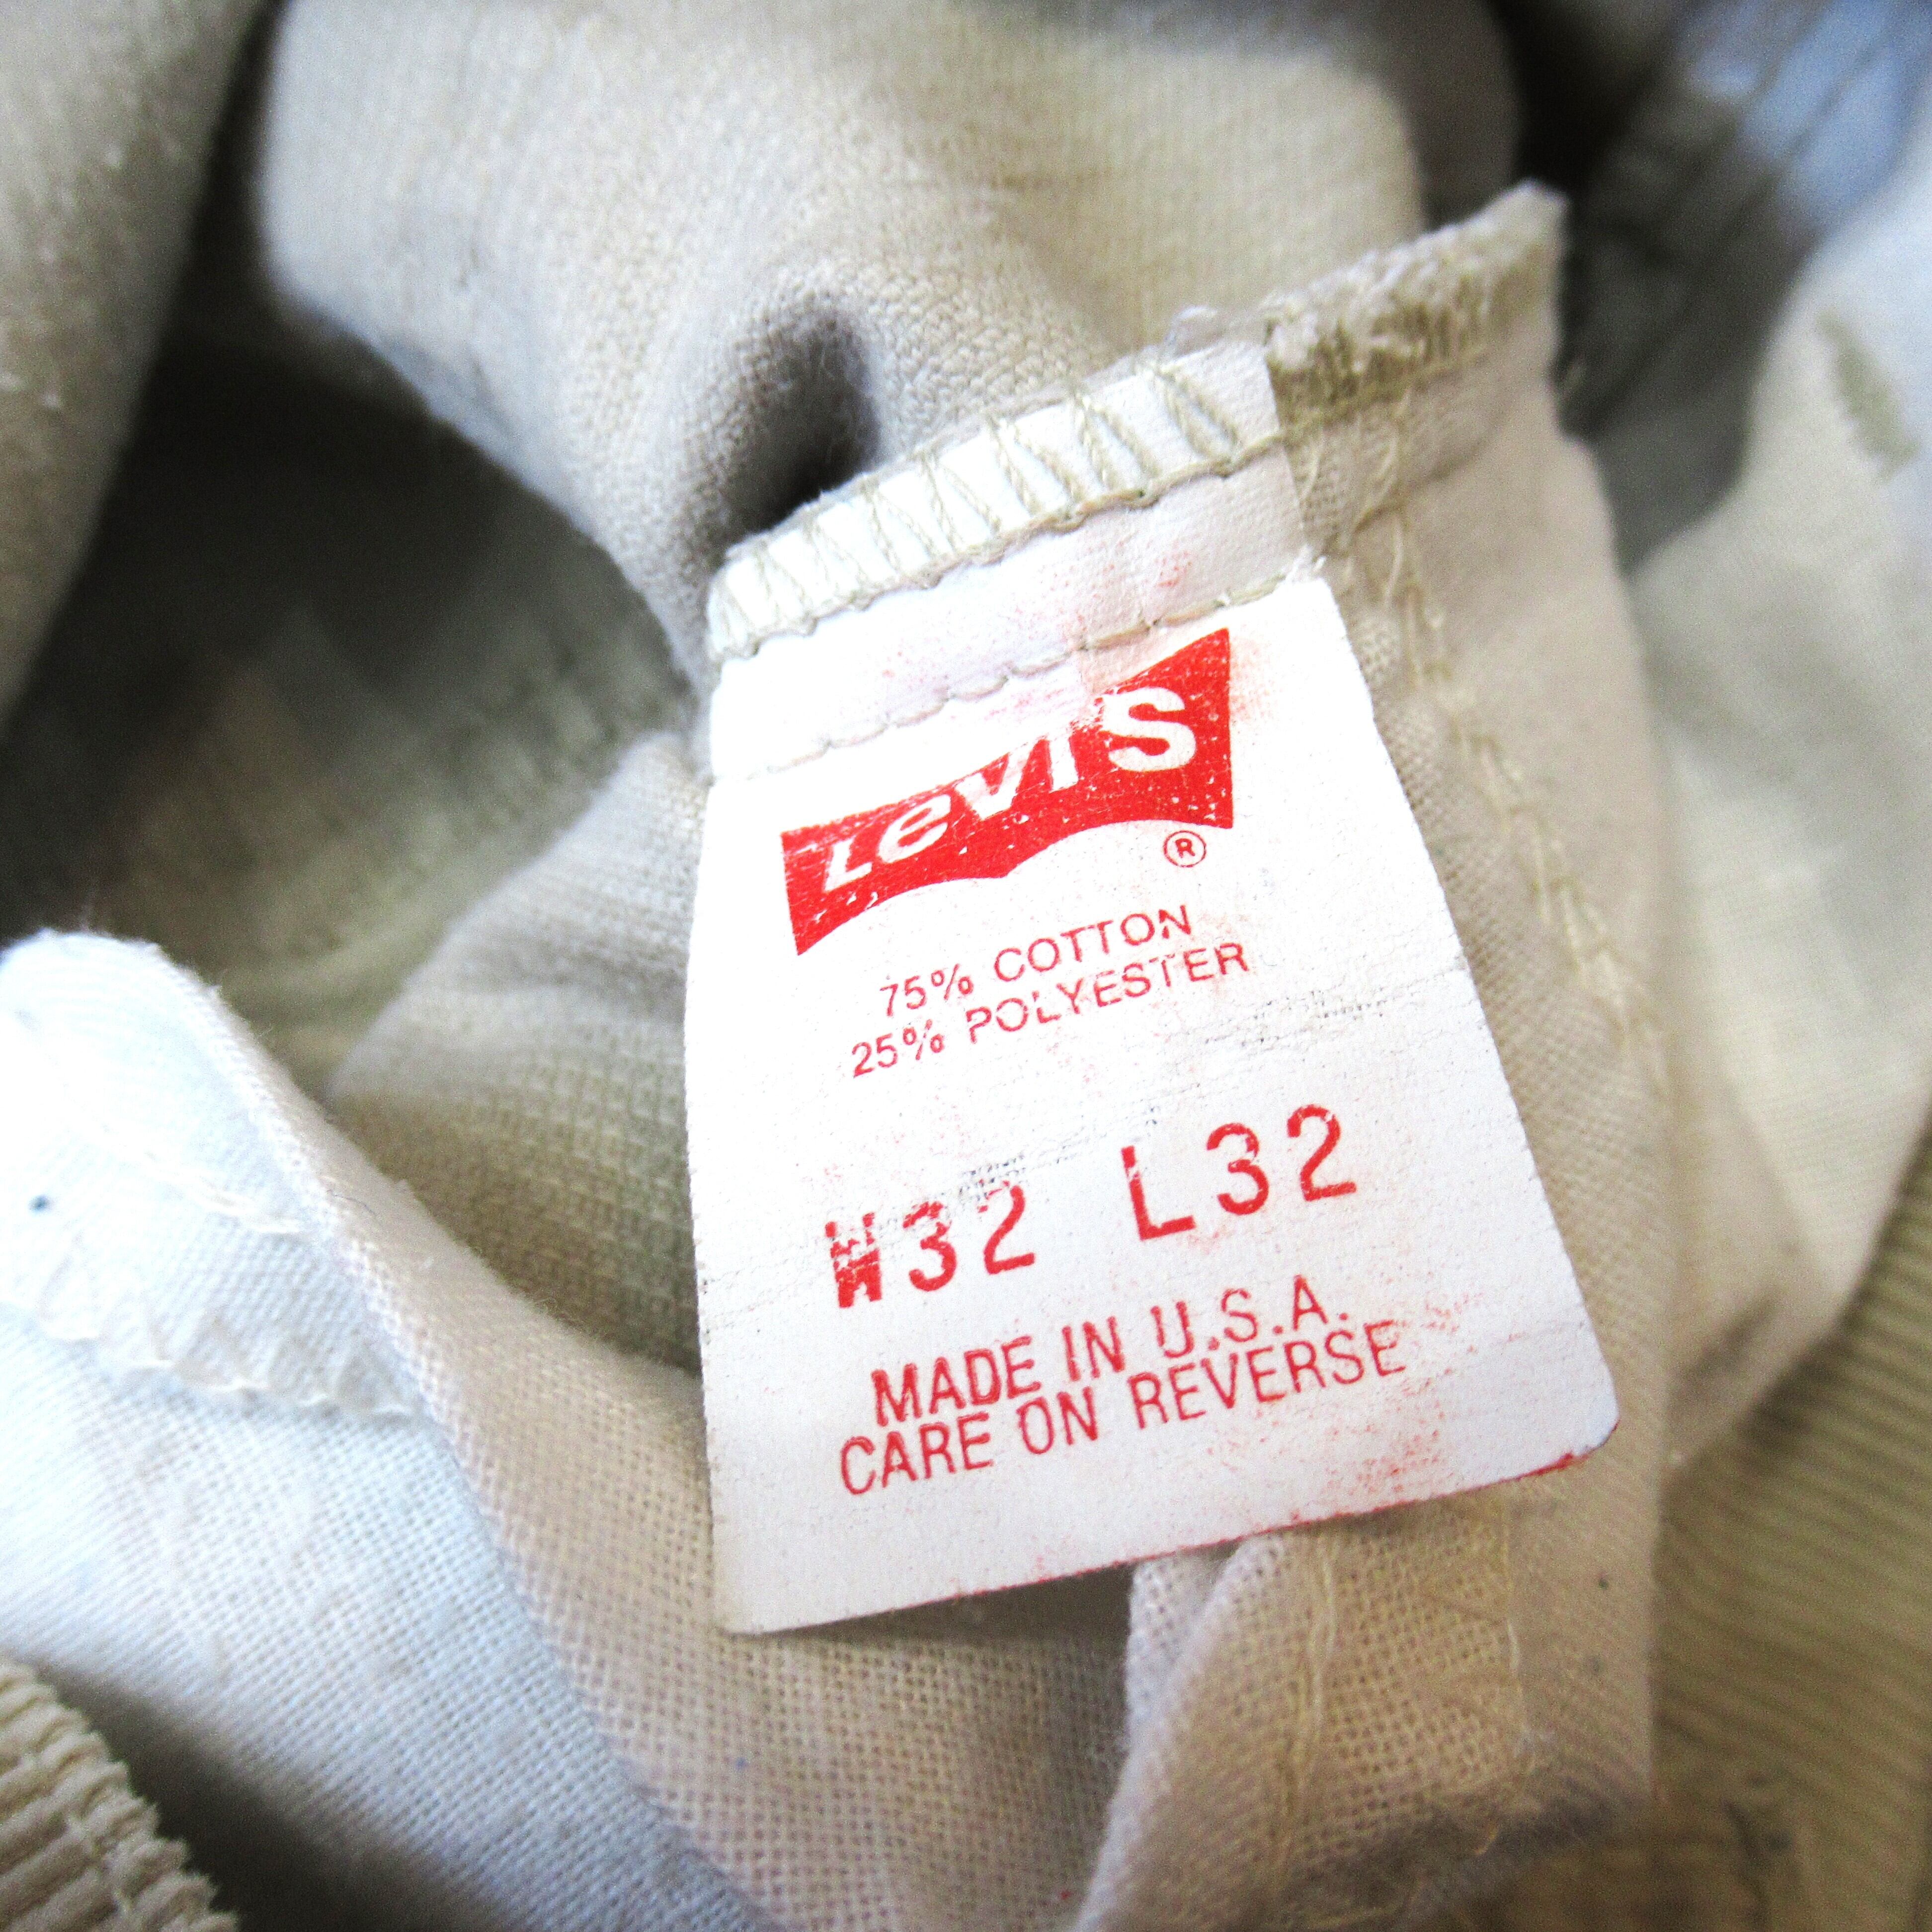 Levi's ®
75% COTTON
25% POLYESTER
W32 L32
MADE IN U.S.A.
CARE ON REVERSE